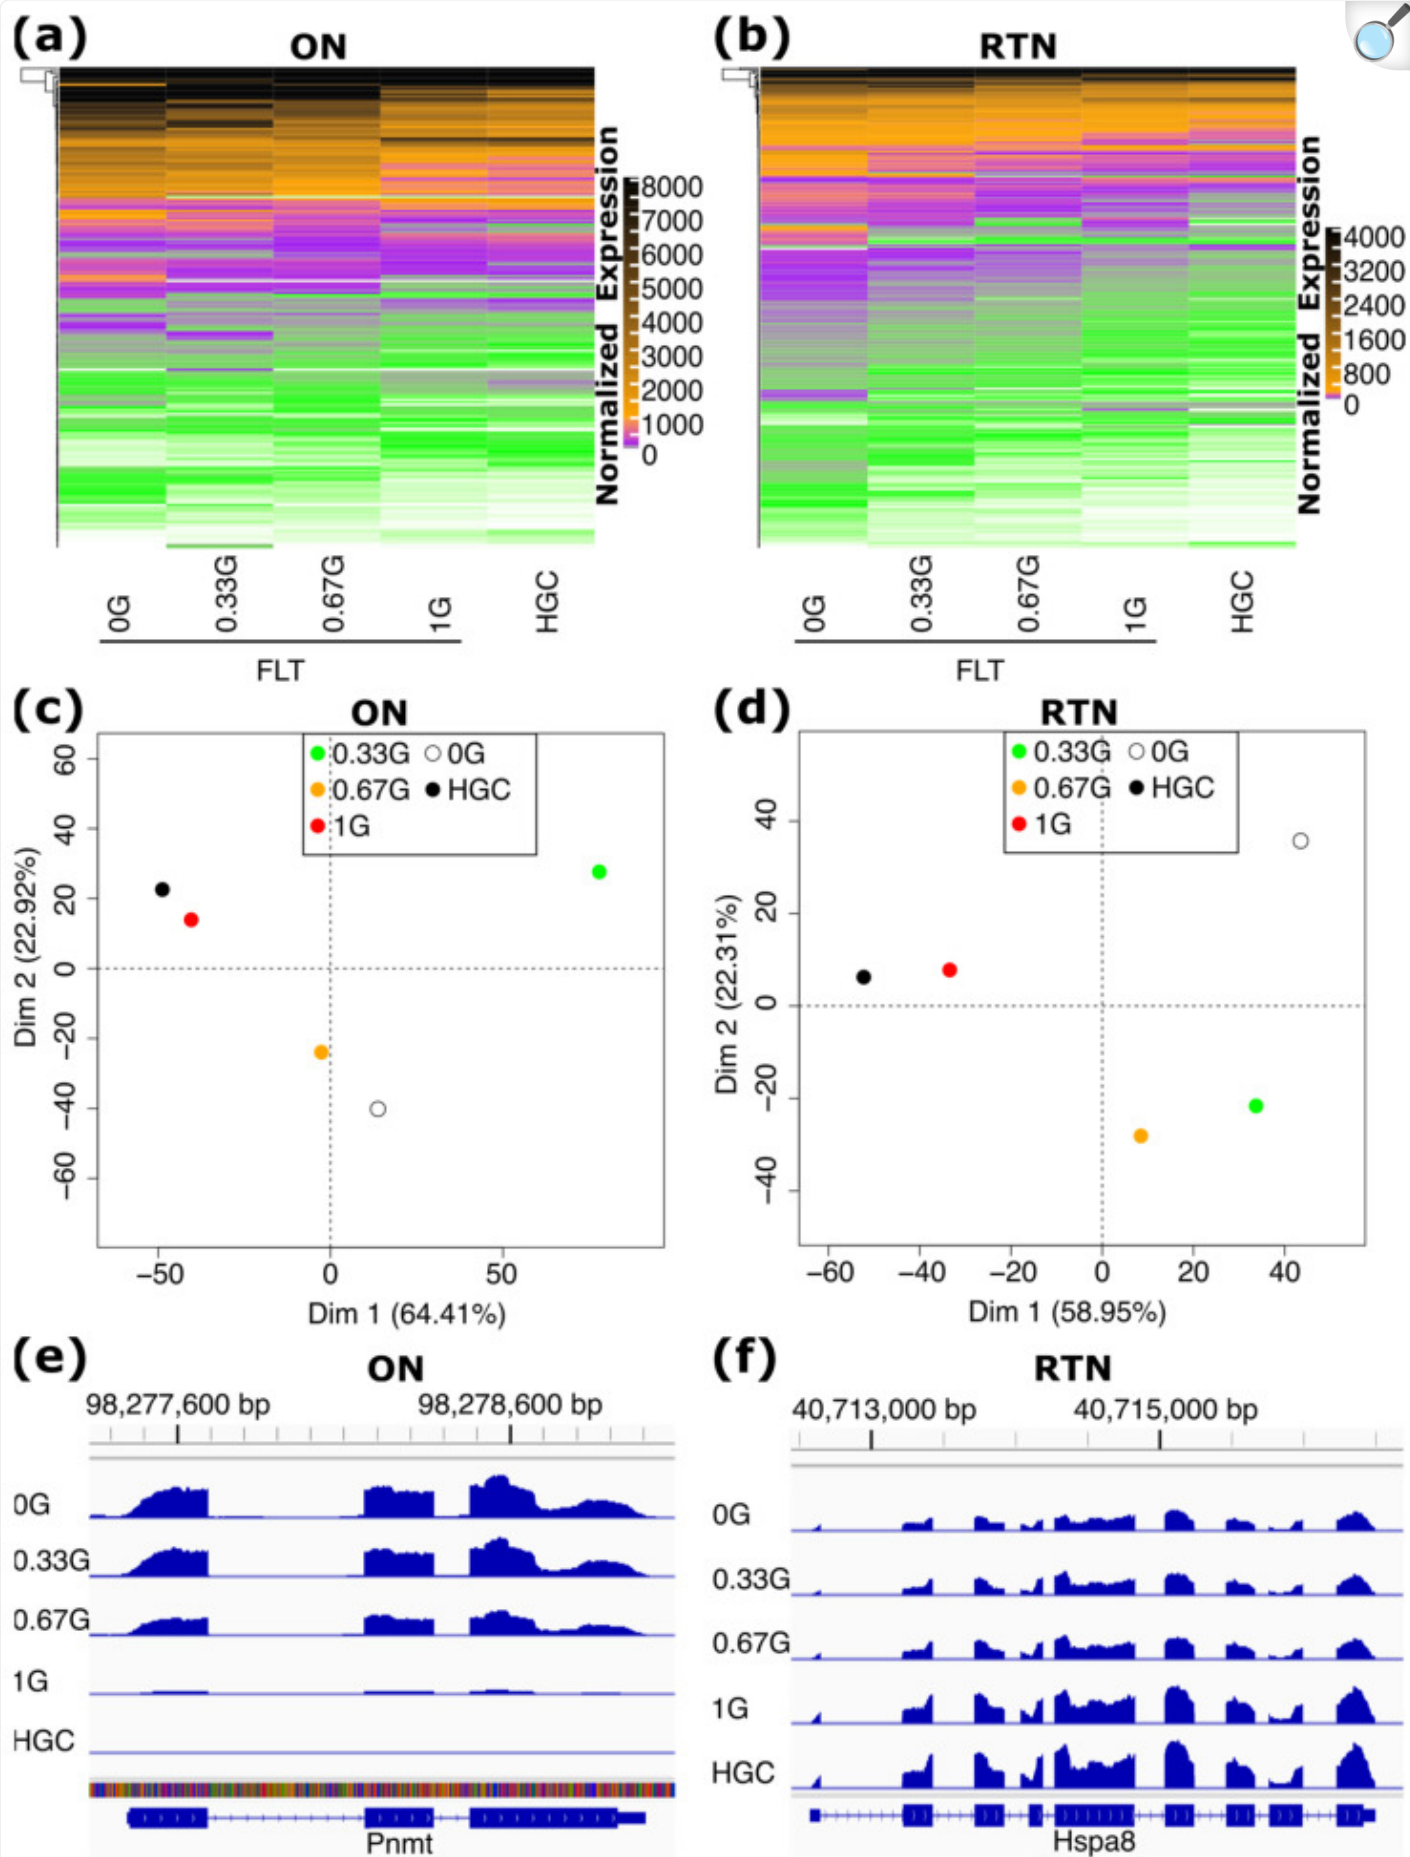 (a)
ON
8000
7000
6000
5000
4000
3000
2000
1000
0
Normalized Expression
0G
0.33G
0.67G
1G
HGC
FLT
(b)
RTN
4000
3200
2400
1600
800
0
Normalized Expression
0G
0.33G
0.67G
1G
HGC
FLT
(c)
ON
0.33G 0G
0.67G HGC
1G
60
40
20
0
−20
−40
−60
Dim 2 (22.92%)
−50 0 50
Dim 1 (64.41%)
(d)
RTN
0.33G 0G
0.67G HGC
1G
40
20
0
−20
−40
Dim 2 (22.31%)
−60 −40 −20 0 20 40
Dim 1 (58.95%)
(e)
ON
98,277,600 bp 98,278,600 bp
0G
0.33G
0.67G
1G
HGC
Pnmt
(f)
RTN
40,713,000 bp 40,715,000 bp
0G
0.33G
0.67G
1G
HGC
Hspa8